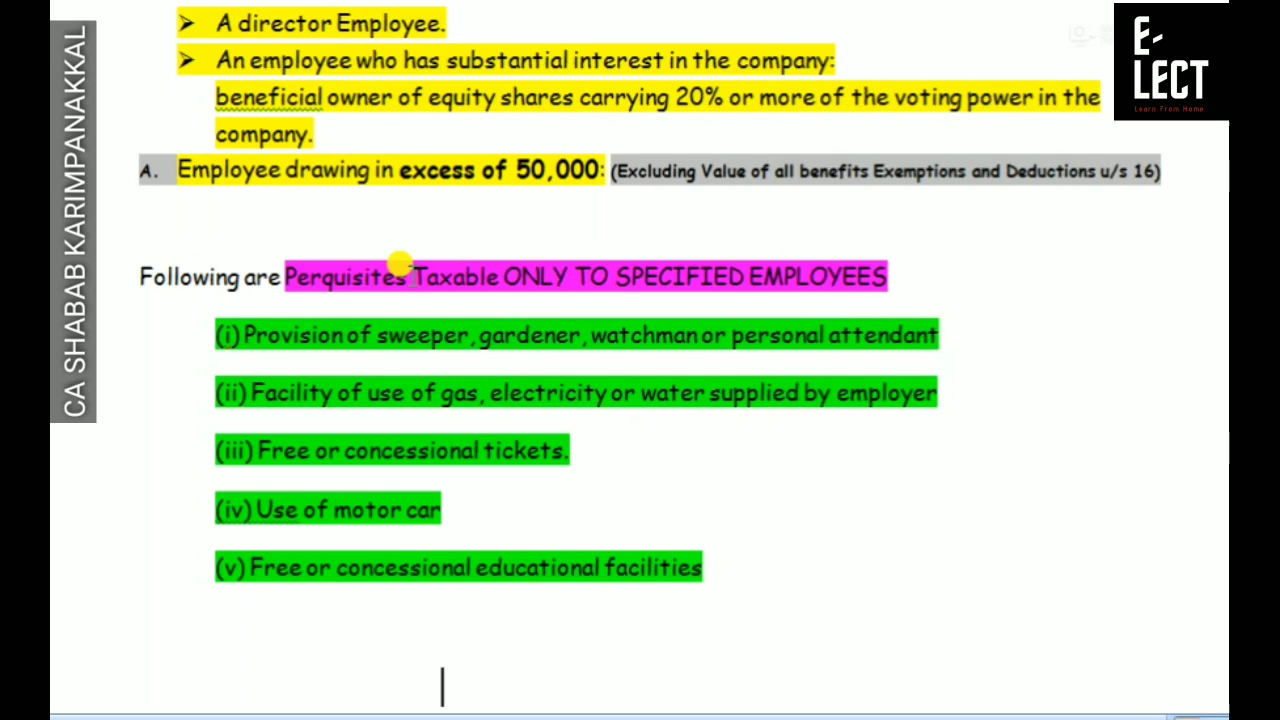 ➤ A director Employee.
➤ An employee who has substantial interest in the company:
beneficial owner of equity shares carrying 20% or more of the voting power in the
company.
A. Employee drawing in excess of 50,000: (Excluding Value of all benefits Exemptions and Deductions u/s 16)
Following are Perquisites Taxable ONLY TO SPECIFIED EMPLOYEES
(i) Provision of sweeper, gardener, watchman or personal attendant
(ii) Facility of use of gas, electricity or water supplied by employer
(iii) Free or concessional tickets.
(iv) Use of motor car
(v) Free or concessional educational facilities
CA SHABAB KARIMPANAKKAL
E-
LECT
Learn From Home